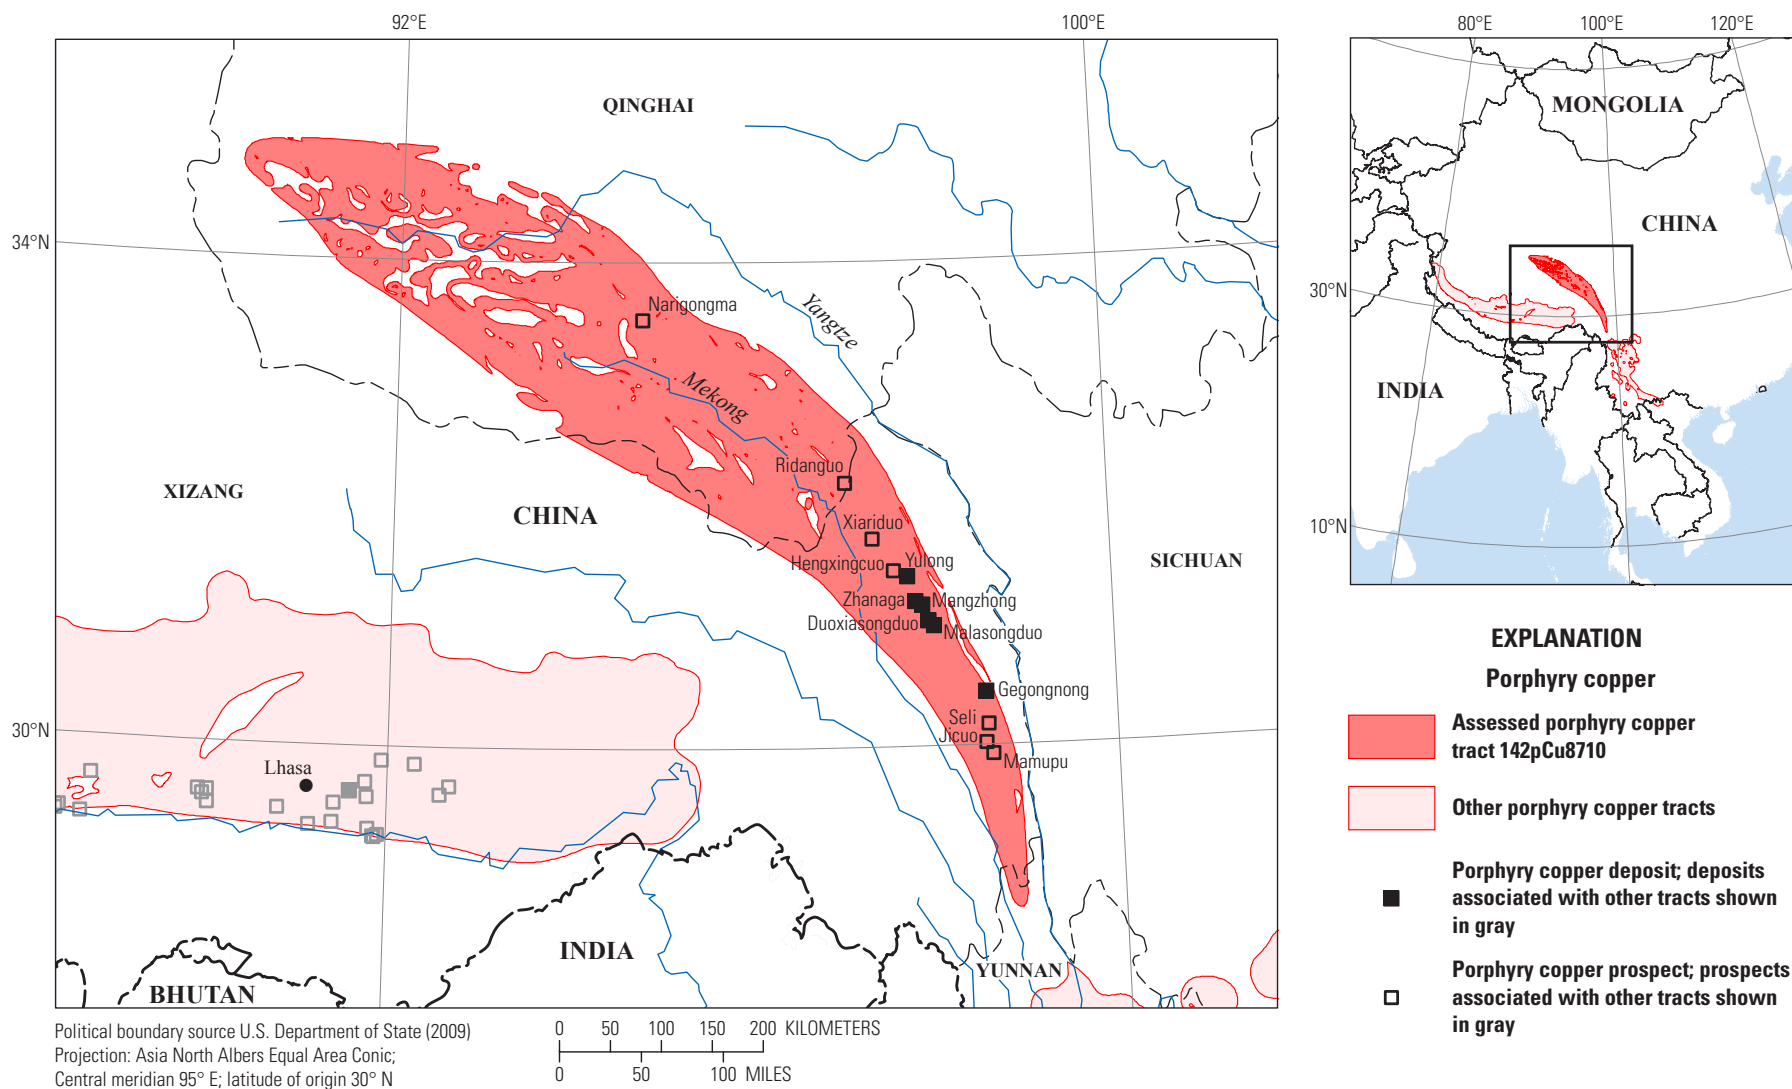 92°E
100°E
80°E
100°E
120°E
QINGHAI
MONGOLIA
CHINA
34°N
30°N
Narigongma
Yangtze
Mekong
INDIA
Ridanguo
XIZANG
CHINA
10°N
Xiariduo
SICHUAN
Hengxingcuo
Yulong
Zhanaga
Mangzhong
Duoxiasongduo
Malasongduo
Gegongnong
Seli
30°N
Jicuo
Mamupu
Lhasa
INDIA
YUNNAN
BHUTAN
EXPLANATION
Porphyry copper
Assessed porphyry copper
tract 142pCu8710
Other porphyry copper tracts
Porphyry copper deposit; deposits
associated with other tracts shown
in gray
Porphyry copper prospect; prospects
associated with other tracts shown
in gray
Political boundary source U.S. Department of State (2009)
Projection: Asia North Albers Equal Area Conic;
Central meridian 95° E; latitude of origin 30° N
0 50 100 150 200 KILOMETERS
0 50 100 MILES